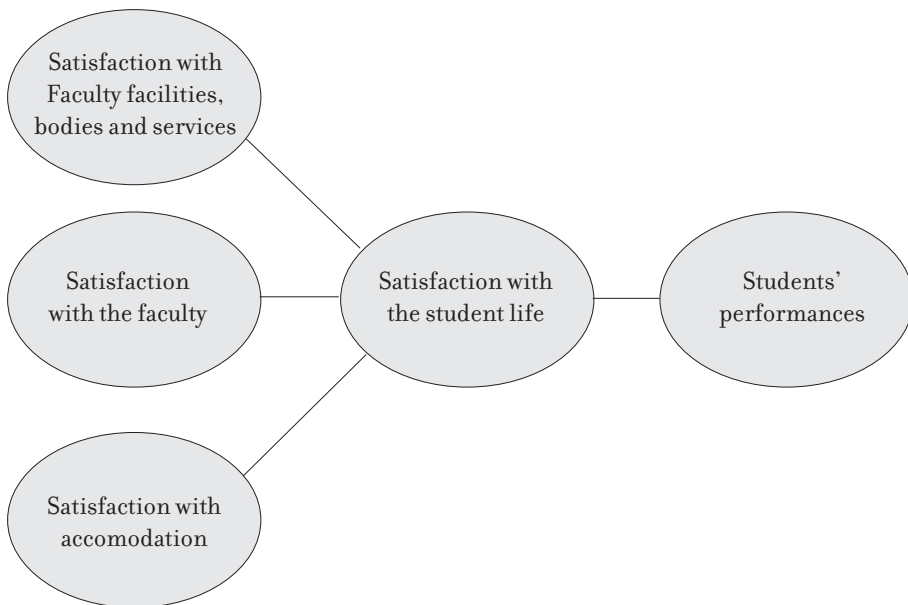 Satisfaction with
Faculty facilities,
bodies and services
Satisfaction
with the faculty
Satisfaction with
the student life
Students’
performances
Satisfaction with
accomodation